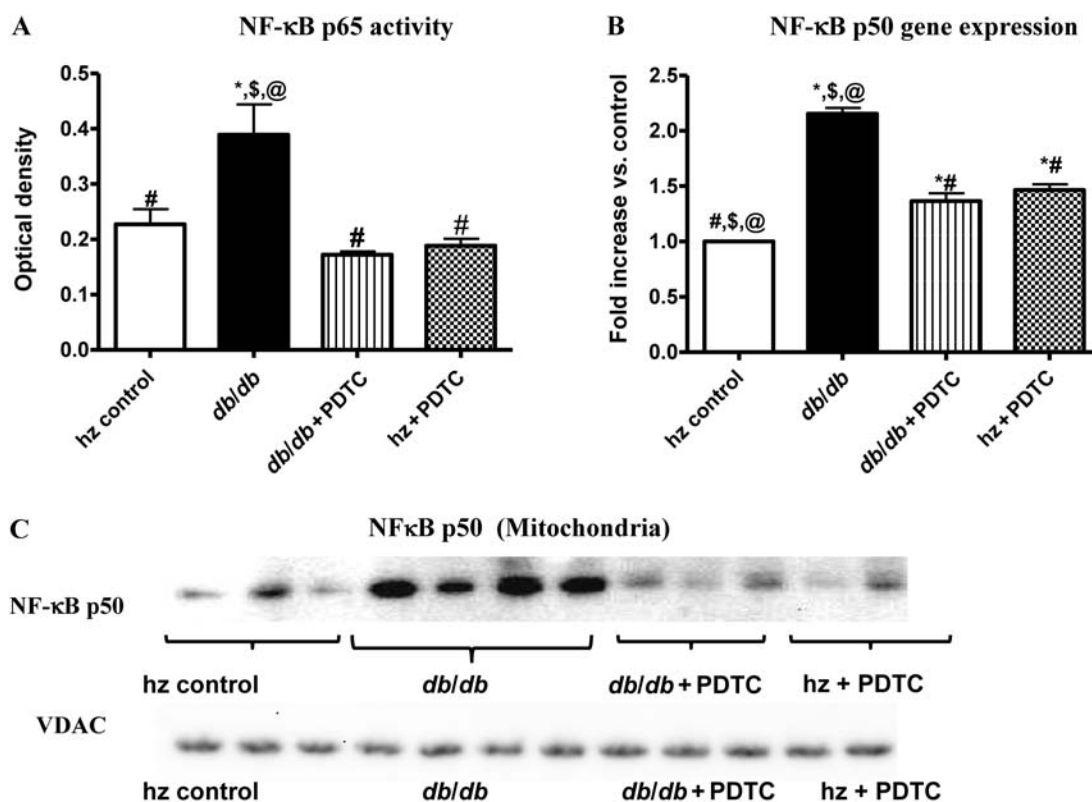 A
NF-κB p65 activity
Optical density
0.5
0.4
0.3
0.2
0.1
0.0
#
*,$,@
#
#
hz control
db/db
db/db + PDTC
hz + PDTC
B
NF-κB p50 gene expression
Fold increase vs. control
2.5
2.0
1.5
1.0
0.5
0.0
#,$,@
*,$,@
*#
*#
hz control
db/db
db/db + PDTC
hz + PDTC
C
NFκB p50 (Mitochondria)
NF-κB p50
hz control db/db db/db + PDTC hz + PDTC
VDAC
hz control db/db db/db + PDTC hz + PDTC